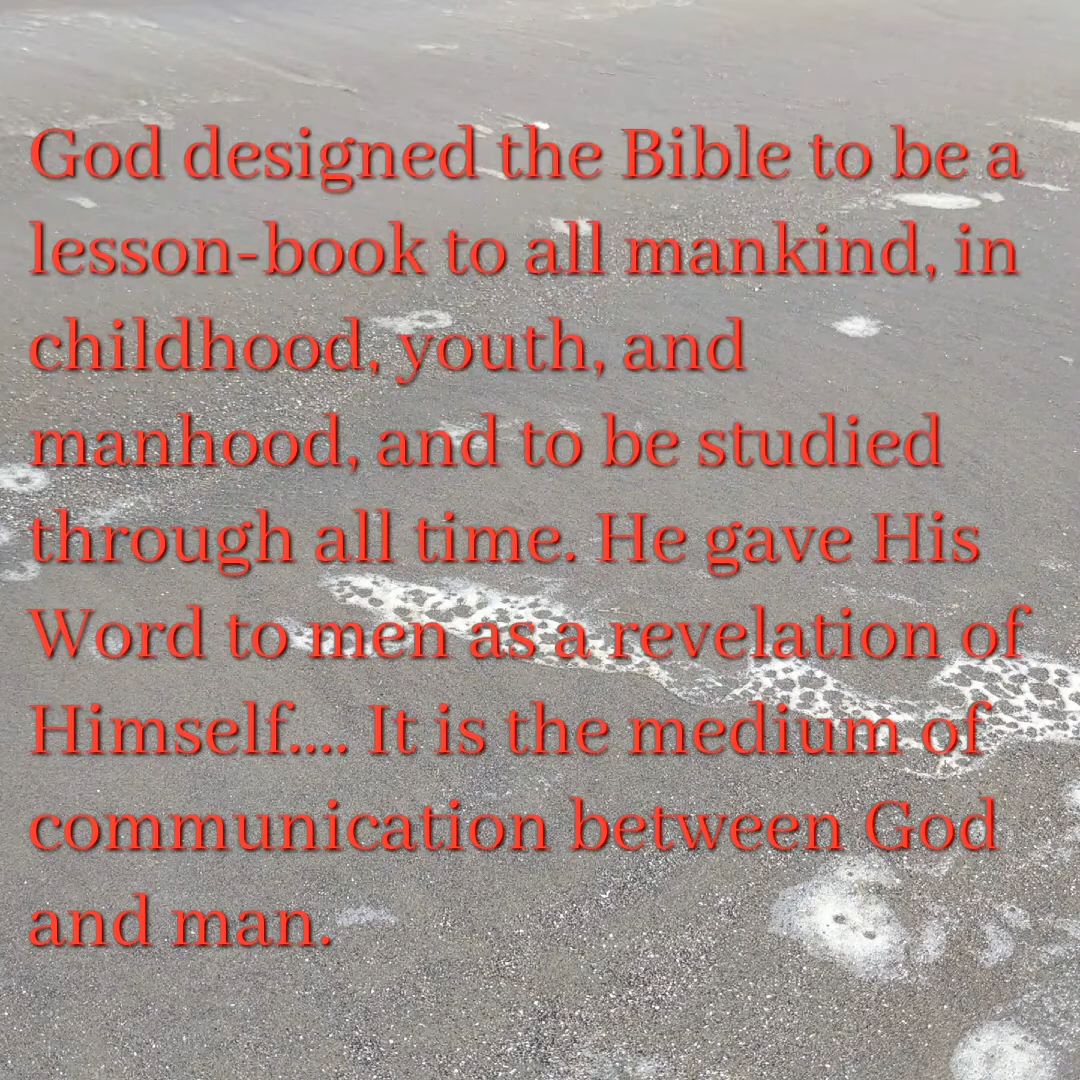 God designed the Bible to be a
lesson-book to all mankind, in
childhood, youth, and
manhood, and to be studied
through all time. He gave His
Word to men as a revelation of
Himself.... It is the medium of
communication between God
and man.